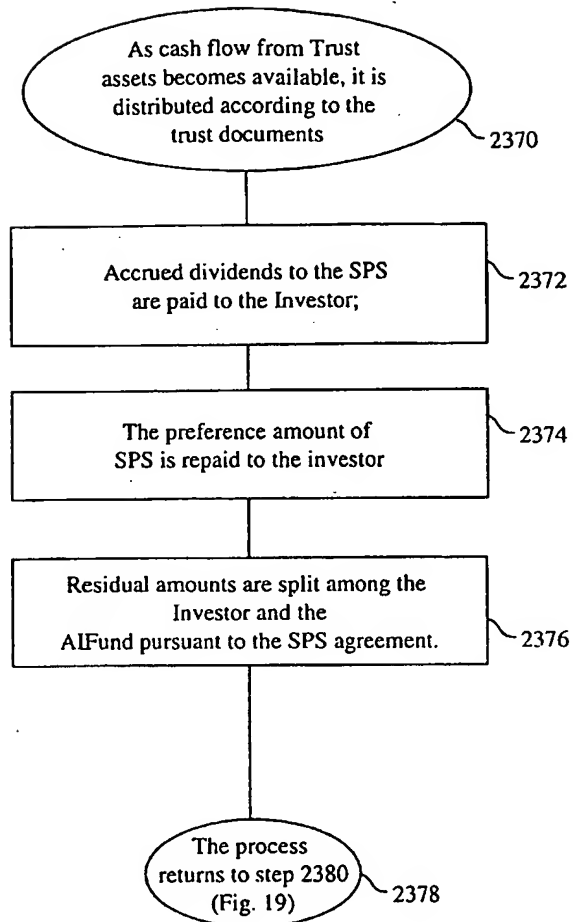 As cash flow from Trust
assets becomes available, it is
distributed according to the
trust documents
2370
Accrued dividends to the SPS
are paid to the Investor;
2372
The preference amount of
SPS is repaid to the investor
2374
Residual amounts are split among the
Investor and the
AIFund pursuant to the SPS agreement.
2376
The process
returns to step 2380
(Fig. 19)
2378